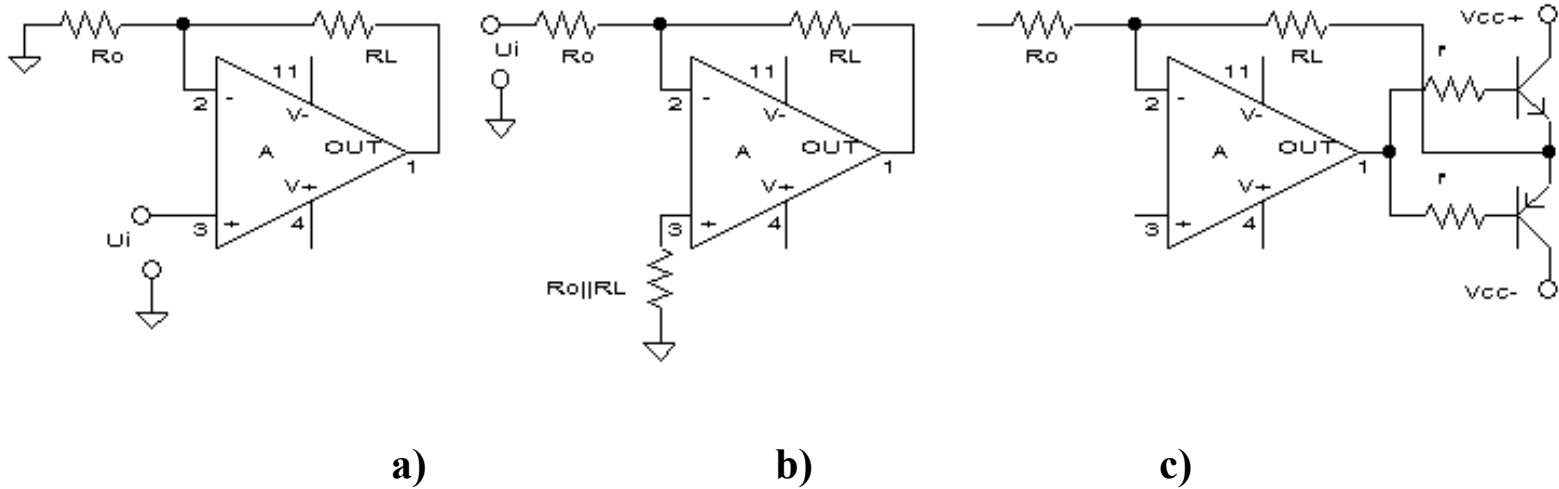 Ro
RL
11
2
-
V-
A
OUT
1
V+
3
+
4
Ui
Ui
Ro
RL
11
2
-
V-
A
OUT
1
V+
3
+
4
Ro||RL
Ro
RL
Vcc+
r
11
2
-
V-
A
OUT
1
V+
r
3
+
4
Vcc-
a)
b)
c)